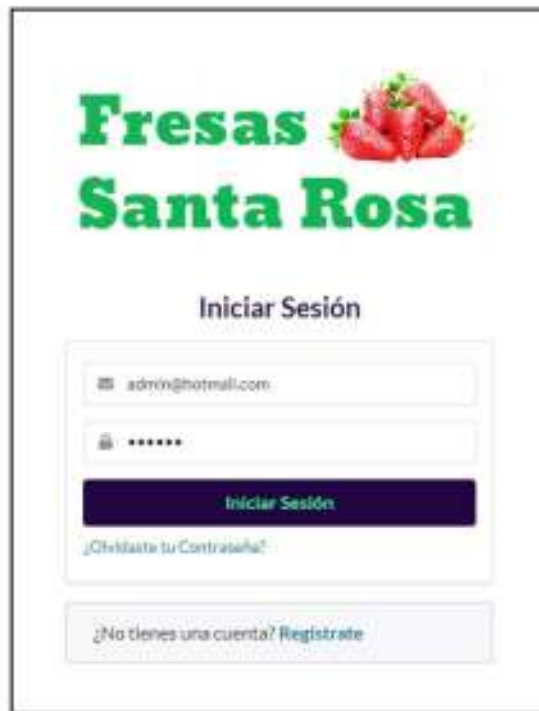 Fresas
Santa Rosa
Iniciar Sesión
admin@hotmail.com
••••••
Iniciar Sesión
¿Olvidaste tu Contraseña?
¿No tienes una cuenta? Registrate